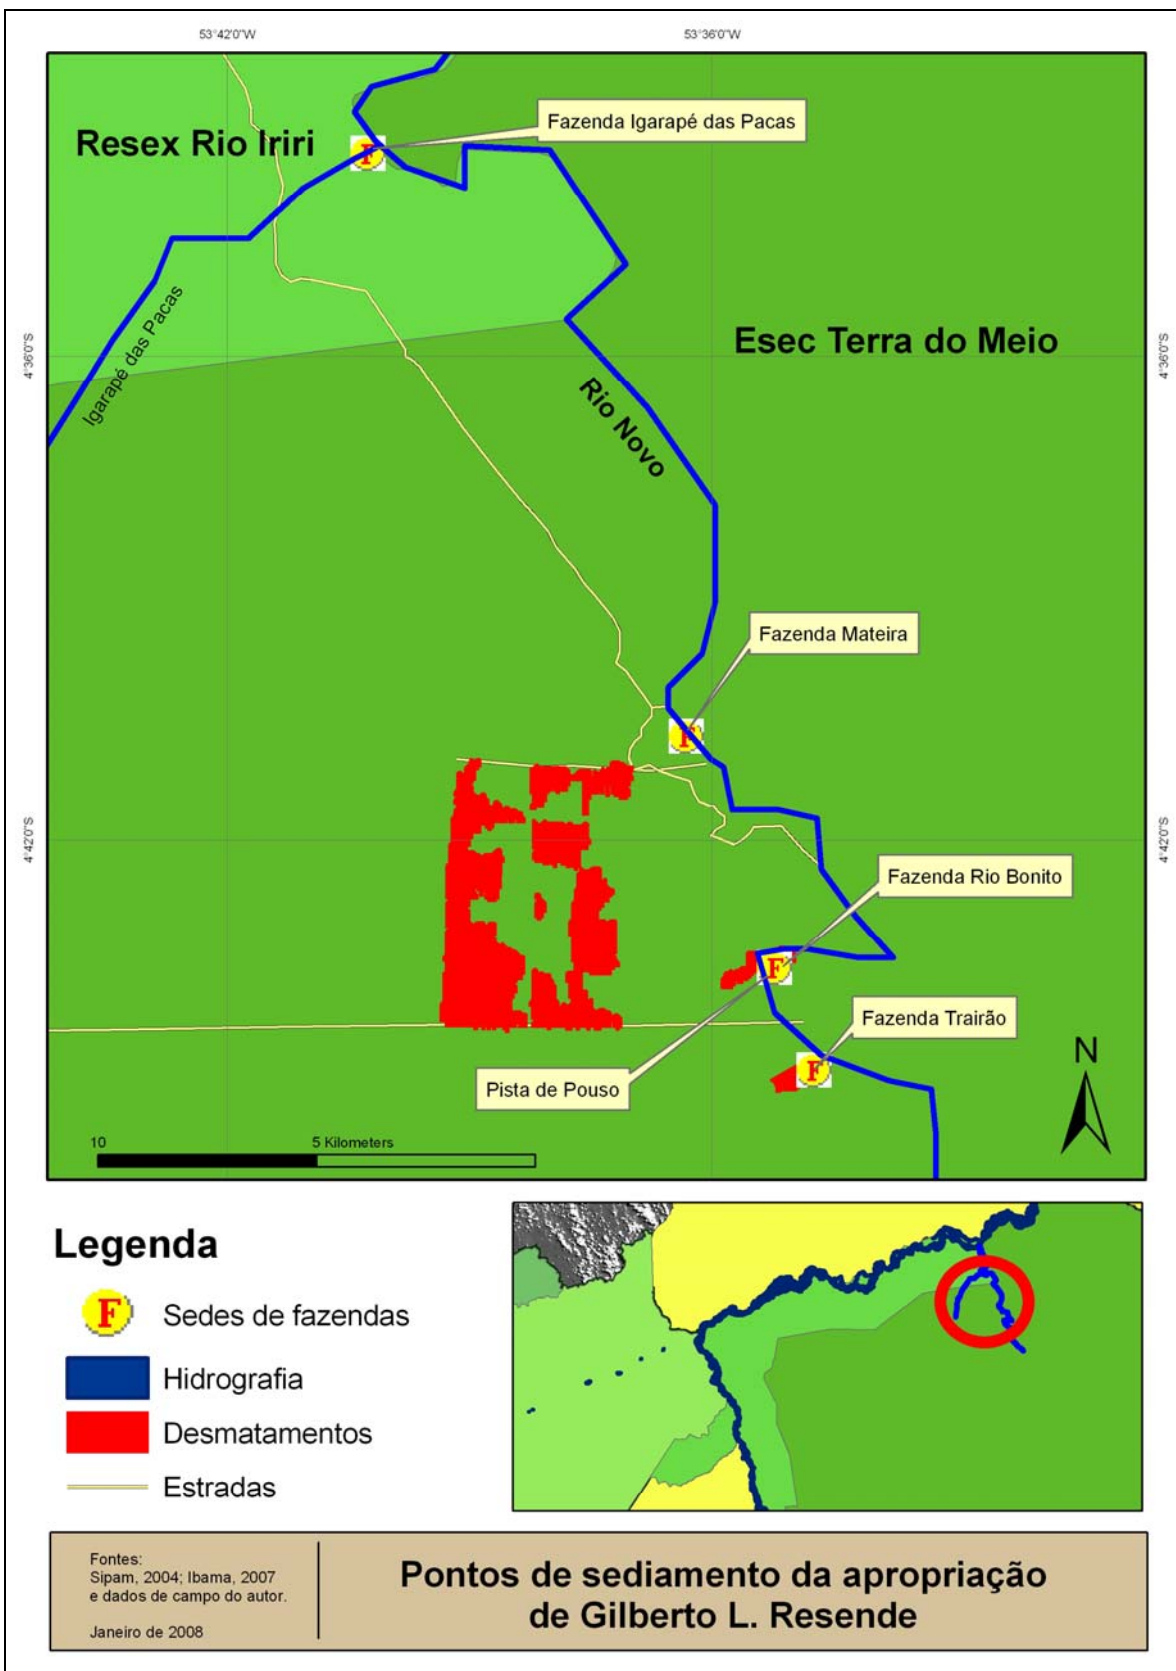 53°42'0"W
53°36'0"W
Fazenda Igarapé das Pacas
Resex Rio Iriri
F
Igarapé das Pacas
4°36'0"S
Esec Terra do Meio
4°36'0"S
Rio Novo
Fazenda Mateira
F
4°42'0"S
4°42'0"S
Fazenda Rio Bonito
F
Fazenda Trairão
F
Pista de Pouso
N
10
5 Kilometers
Legenda
F
Sedes de fazendas
Hidrografia
Desmatamentos
Estradas
Fontes:
Sipam, 2004; Ibama, 2007
e dados de campo do autor.
Janeiro de 2008
Pontos de sediamento da apropriação
de Gilberto L. Resende